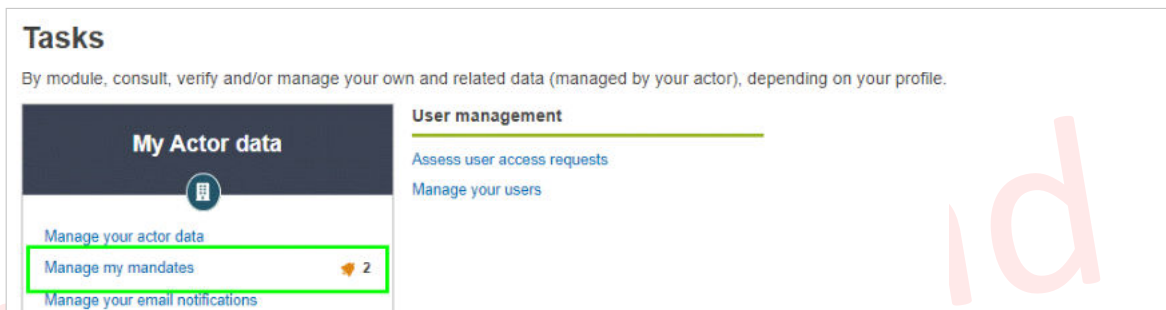 Tasks
By module, consult, verify and/or manage your own and related data (managed by your actor), depending on your profile.
My Actor data
Manage your actor data
Manage my mandates 2
Manage your email notifications
User management
Assess user access requests
Manage your users